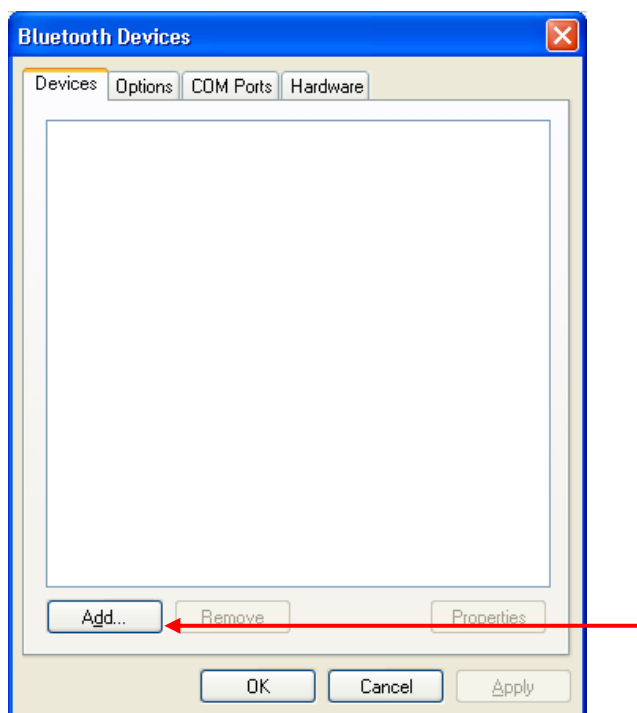 Bluetooth Devices
Devices Options COM Ports Hardware
Add... Remove Properties
OK Cancel Apply